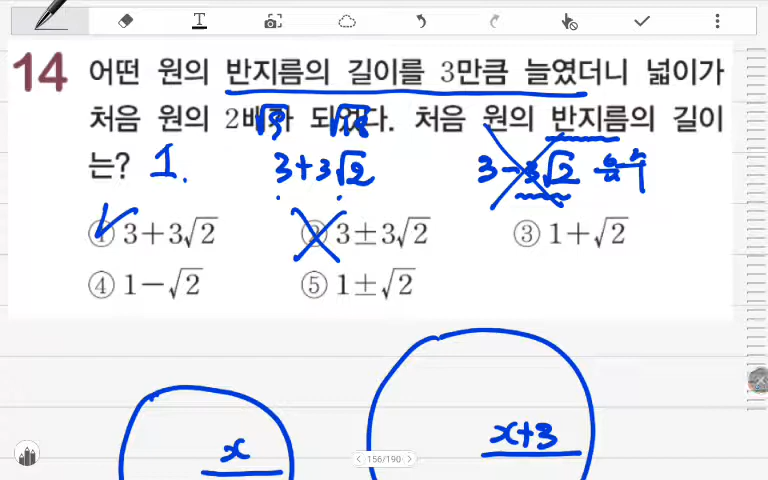 14 어떤 원의 반지름의 길이를 3만큼 늘였더니 넓이가
처음 원의 2배가 되었다. 처음 원의 반지름의 길이
√9 √18
는? 1. 3+3√2 3-3√2
① 3+3√2 ② 3±3√2 ③ 1+√2
④ 1-√2 ⑤ 1±√2
x
x+3
156/190